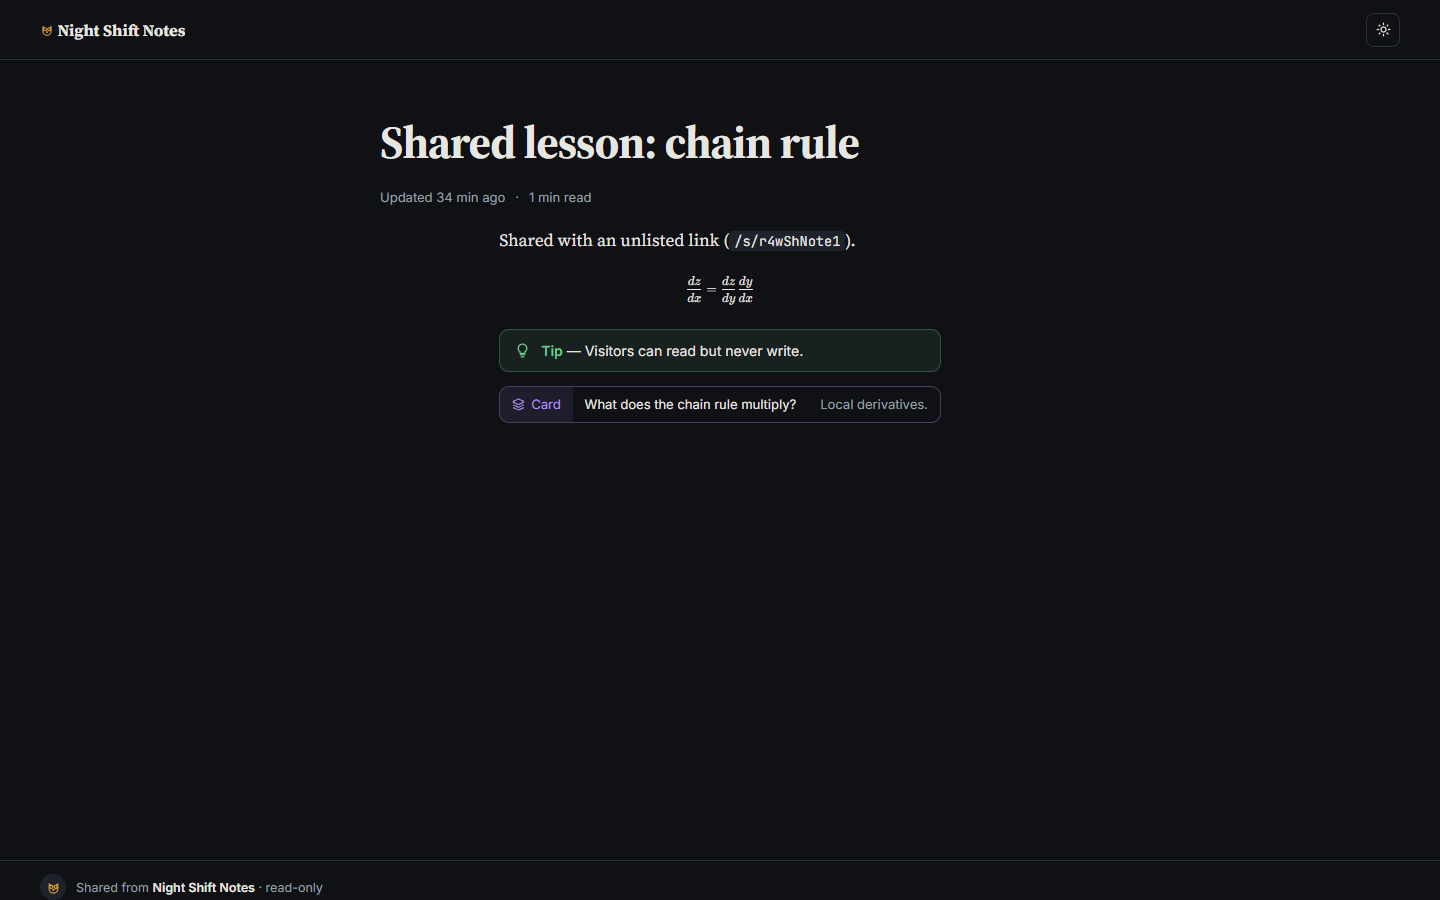 Night Shift Notes
Shared lesson: chain rule
Updated 34 min ago · 1 min read
Shared with an unlisted link ( /s/r4wShNote1 ).
dz/dx = dz/dy dy/dx
Tip — Visitors can read but never write.
Card What does the chain rule multiply? Local derivatives.
Shared from Night Shift Notes · read-only